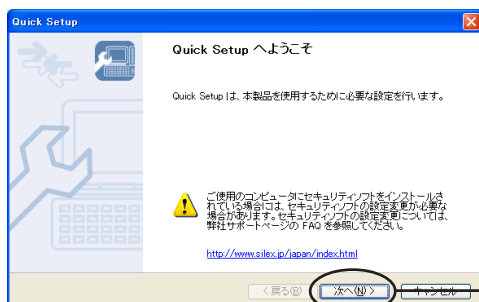 Quick Setup
Quick Setup へようこそ
Quick Setup は、本製品を使用するために必要な設定を行います。
ご使用のコンピュータにセキュリティソフトをインストールさ
れている場合には、セキュリティソフトの設定変更が必要な
場合があります。セキュリティソフトの設定変更については、
弊社サポートページの FAQ を参照してください。
http://www.silex.jp/japan/index.html
< 戻る(B) 次へ(N) > キャンセル